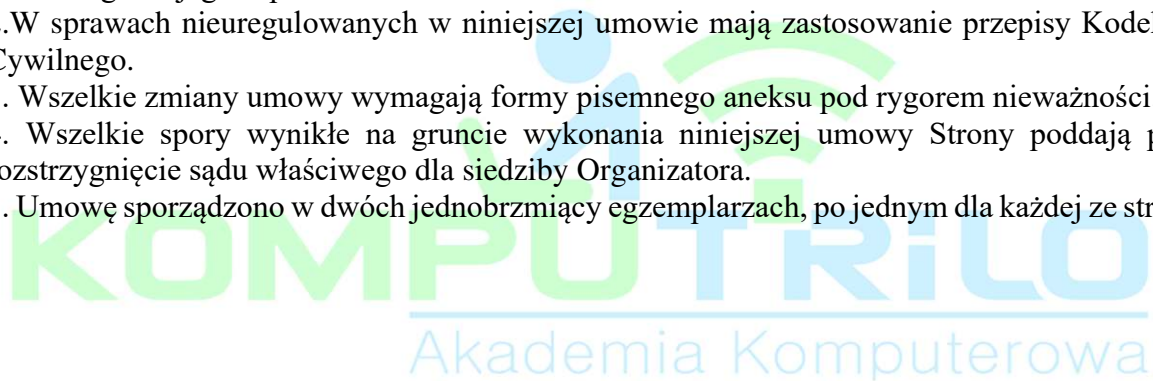 .W sprawach nieuregulowanych w niniejszej umowie mają zastosowanie przepisy Kode
Cywilnego.
. Wszelkie zmiany umowy wymagają formy pisemnego aneksu pod rygorem nieważności
. Wszelkie spory wynikłe na gruncie wykonania niniejszej umowy Strony poddają p
ozstrzygnięcie sądu właściwego dla siedziby Organizatora.
. Umowę sporządzono w dwóch jednobrzmiący egzemplarzach, po jednym dla każdej ze str
KOMPUTRiLO
Akademia Komputerowa